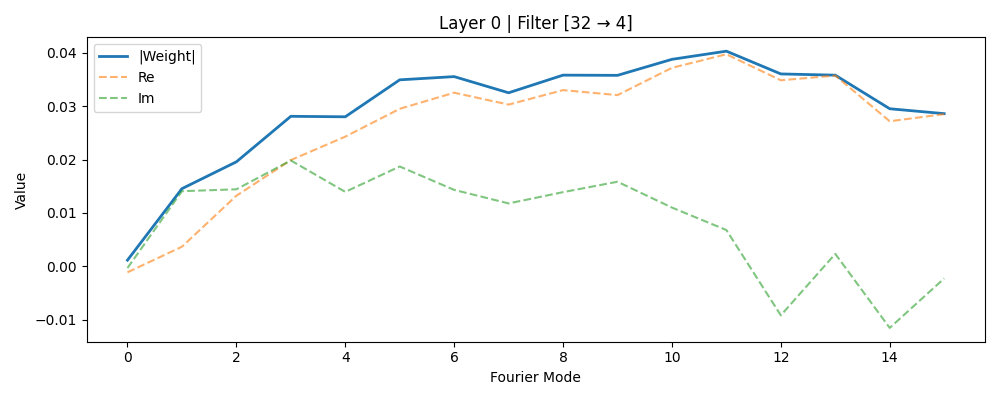 Layer 0 | Filter [32 → 4]
|Weight|
Re
Im
0.04
0.03
0.02
0.01
0.00
−0.01
Value
0 2 4 6 8 10 12 14
Fourier Mode